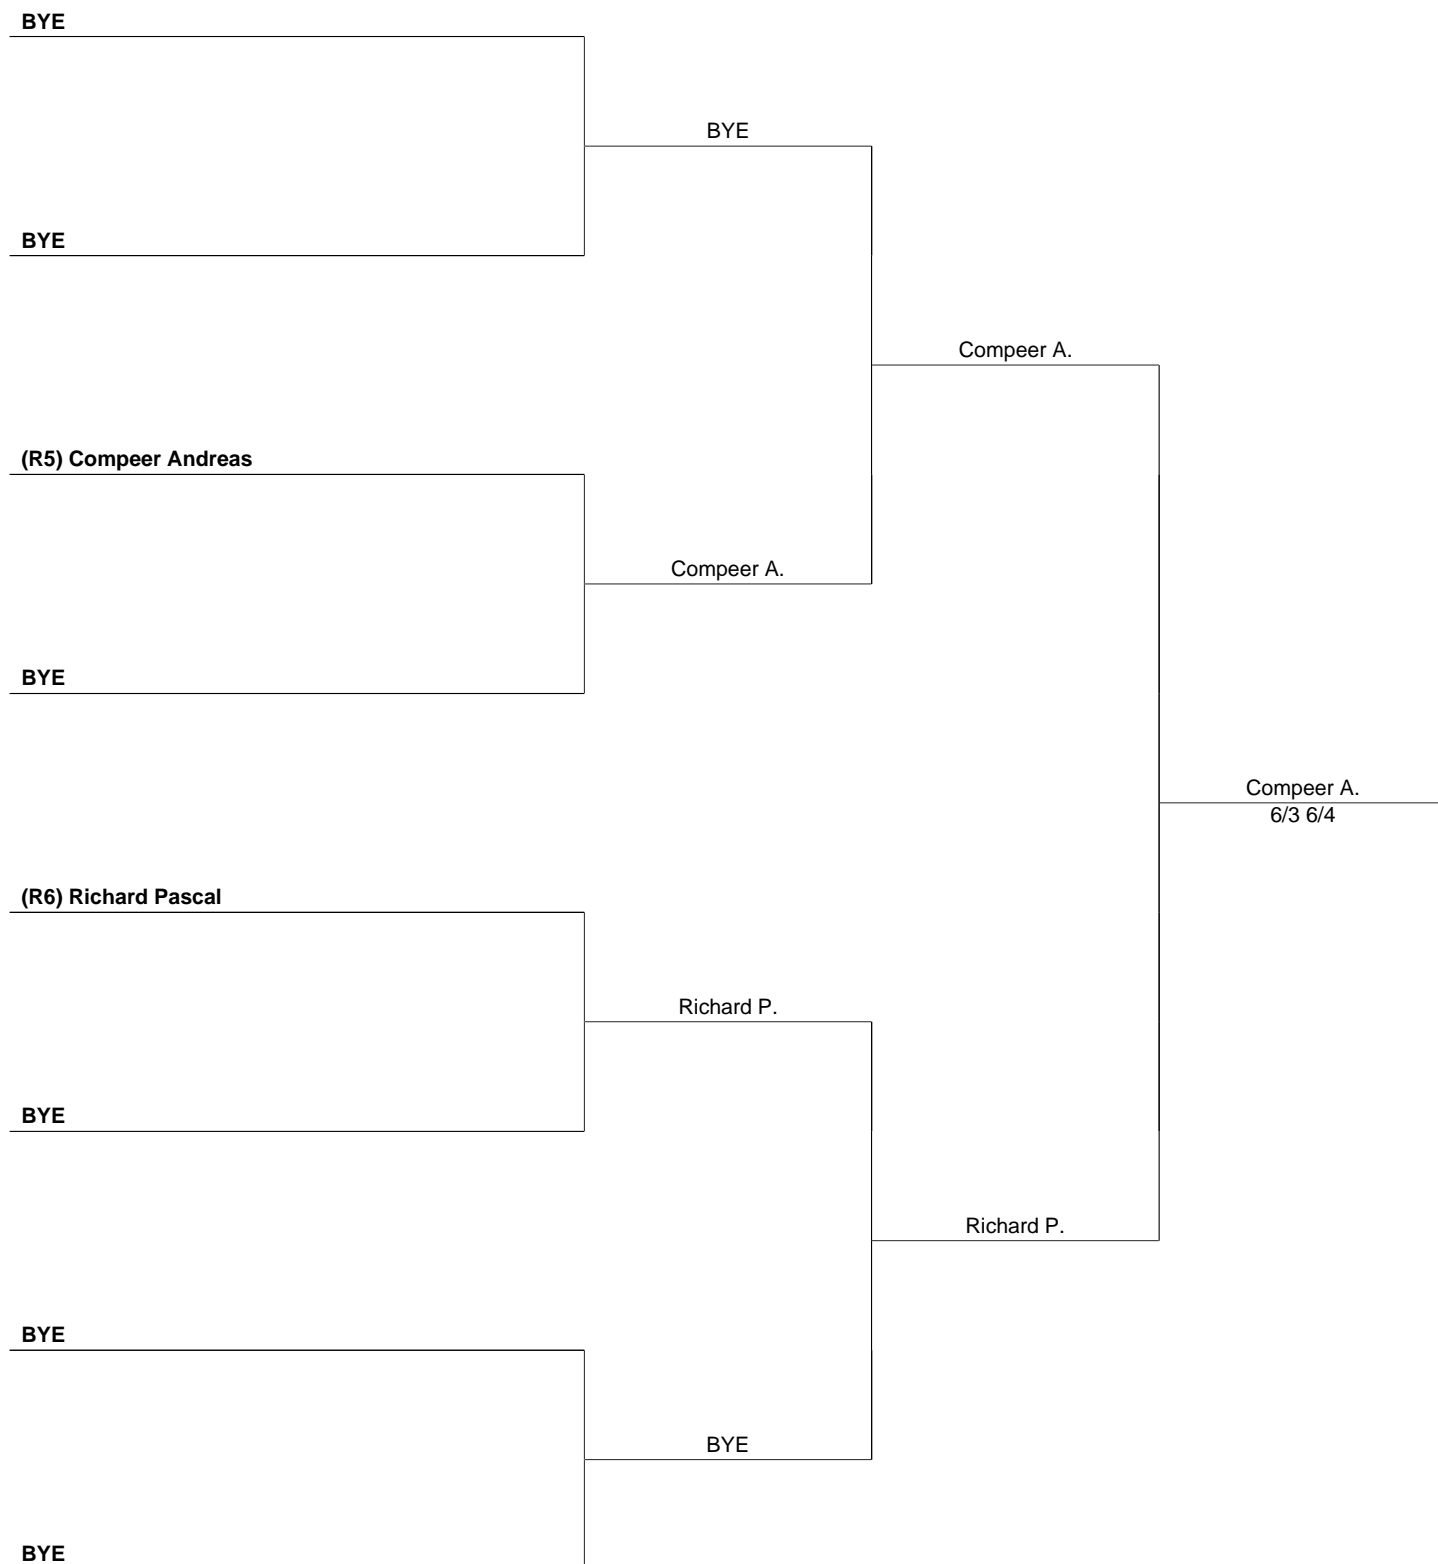 BYE
BYE
BYE
Compeer A.
(R5) Compeer Andreas
Compeer A.
BYE
Compeer A.
6/3 6/4
(R6) Richard Pascal
Richard P.
BYE
Richard P.
BYE
BYE
BYE